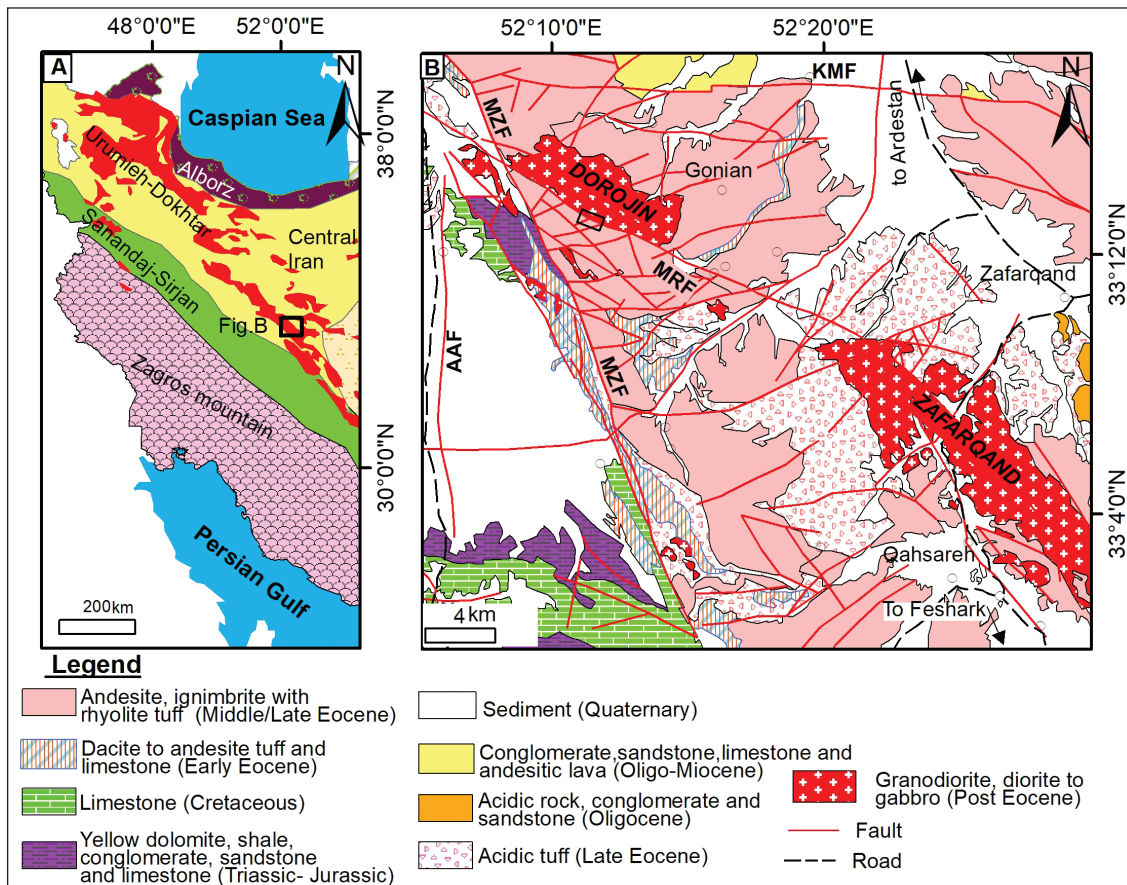 48°0'0"
52°0'0"
A
N
Caspian Sea
38°0'0"N
Alborz
Urumieh-Dokhtar
Central
Iran
Sanandaj-Sirjan
Fig.B
Zagros mountain
30°0'0"N
Persian Gulf
200km
52°10'0"
52°20'0"
B
N
KMF
MZF
to Ardestan
DOROJIN
Gonian
MRF
Zafarqand
33°12'0"N
AAF
MZF
ZAFARQAND
33°4'0"N
Qahsareh
To Feshark
4 km
Legend
Andesite, ignimbrite with
rhyolite tuff (Middle/Late Eocene)
Dacite to andesite tuff and
limestone (Early Eocene)
Limestone (Cretaceous)
Yellow dolomite, shale,
conglomerate, sandstone
and limestone (Triassic- Jurassic)
Sediment (Quaternary)
Conglomerate,sandstone,limestone and
andesitic lava (Oligo-Miocene)
Acidic rock, conglomerate and
sandstone (Oligocene)
Acidic tuff (Late Eocene)
Granodiorite, diorite to
gabbro (Post Eocene)
Fault
Road